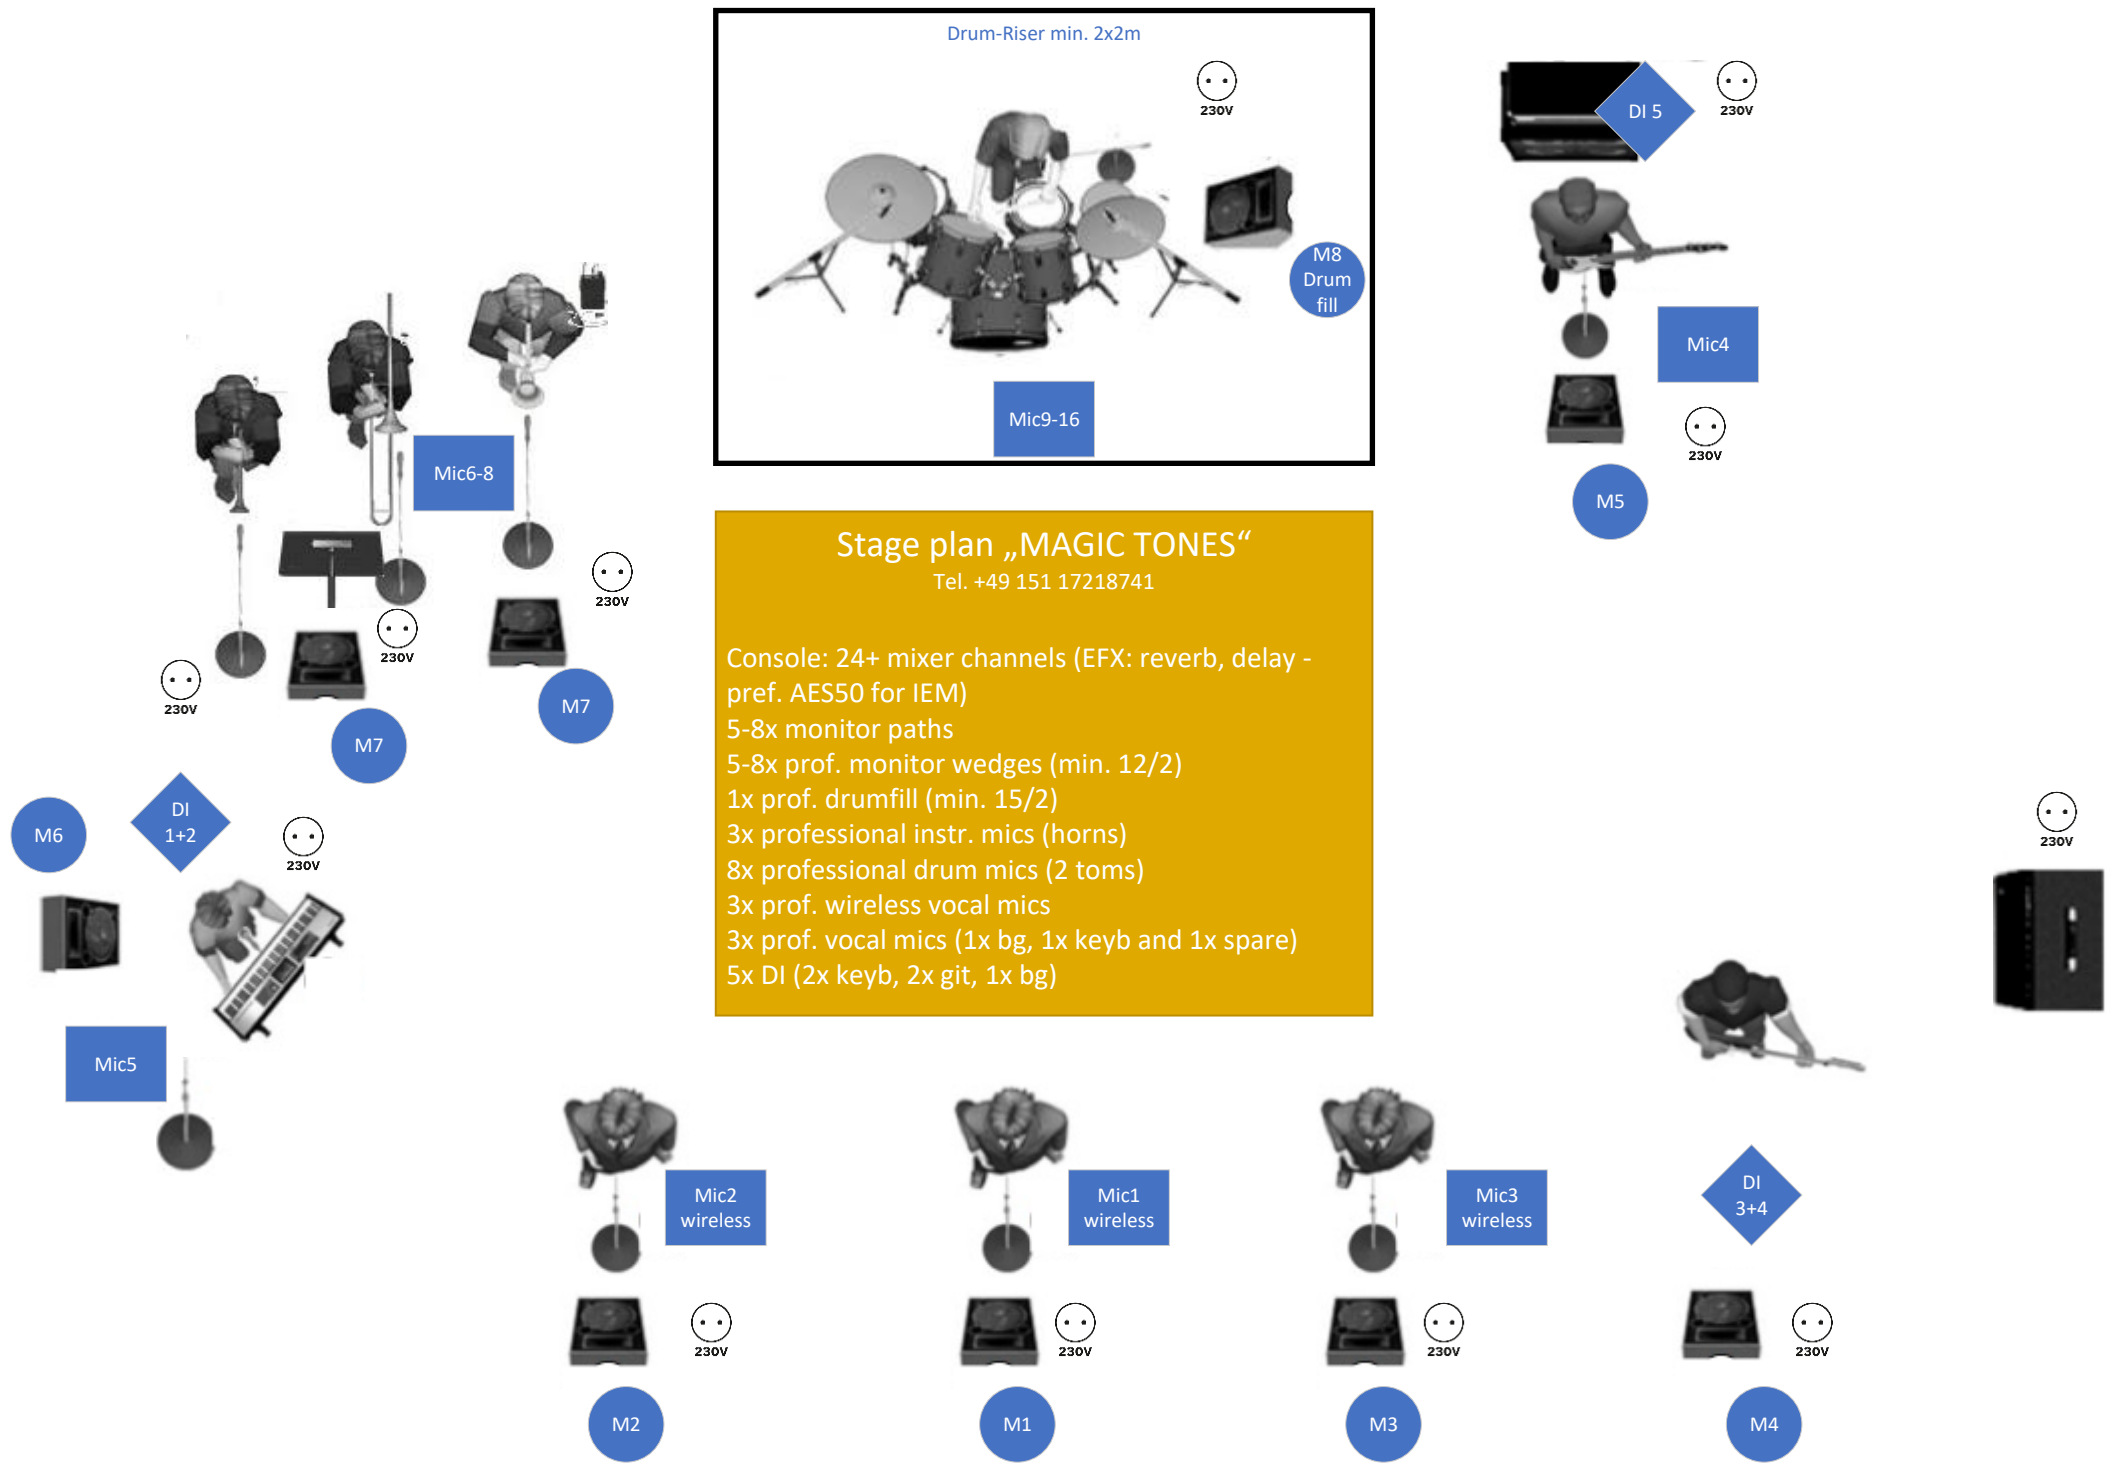 Drum-Riser min. 2x2m
230V
DI 5
230V
M8
Drum
fill
Mic4
Mic9-16
230V
Mic6-8
M5
Stage plan „MAGIC TONES“
Tel. +49 151 17218741
Console: 24+ mixer channels (EFX: reverb, delay -
pref. AES50 for IEM)
5-8x monitor paths
5-8x prof. monitor wedges (min. 12/2)
1x prof. drumfill (min. 15/2)
3x professional instr. mics (horns)
8x professional drum mics (2 toms)
3x prof. wireless vocal mics
3x prof. vocal mics (1x bg, 1x keyb and 1x spare)
5x DI (2x keyb, 2x git, 1x bg)
230V
230V
230V
M7
M7
M6
DI
1+2
230V
230V
Mic5
Mic2
wireless
Mic1
wireless
Mic3
wireless
DI
3+4
230V
230V
230V
230V
M2
M1
M3
M4